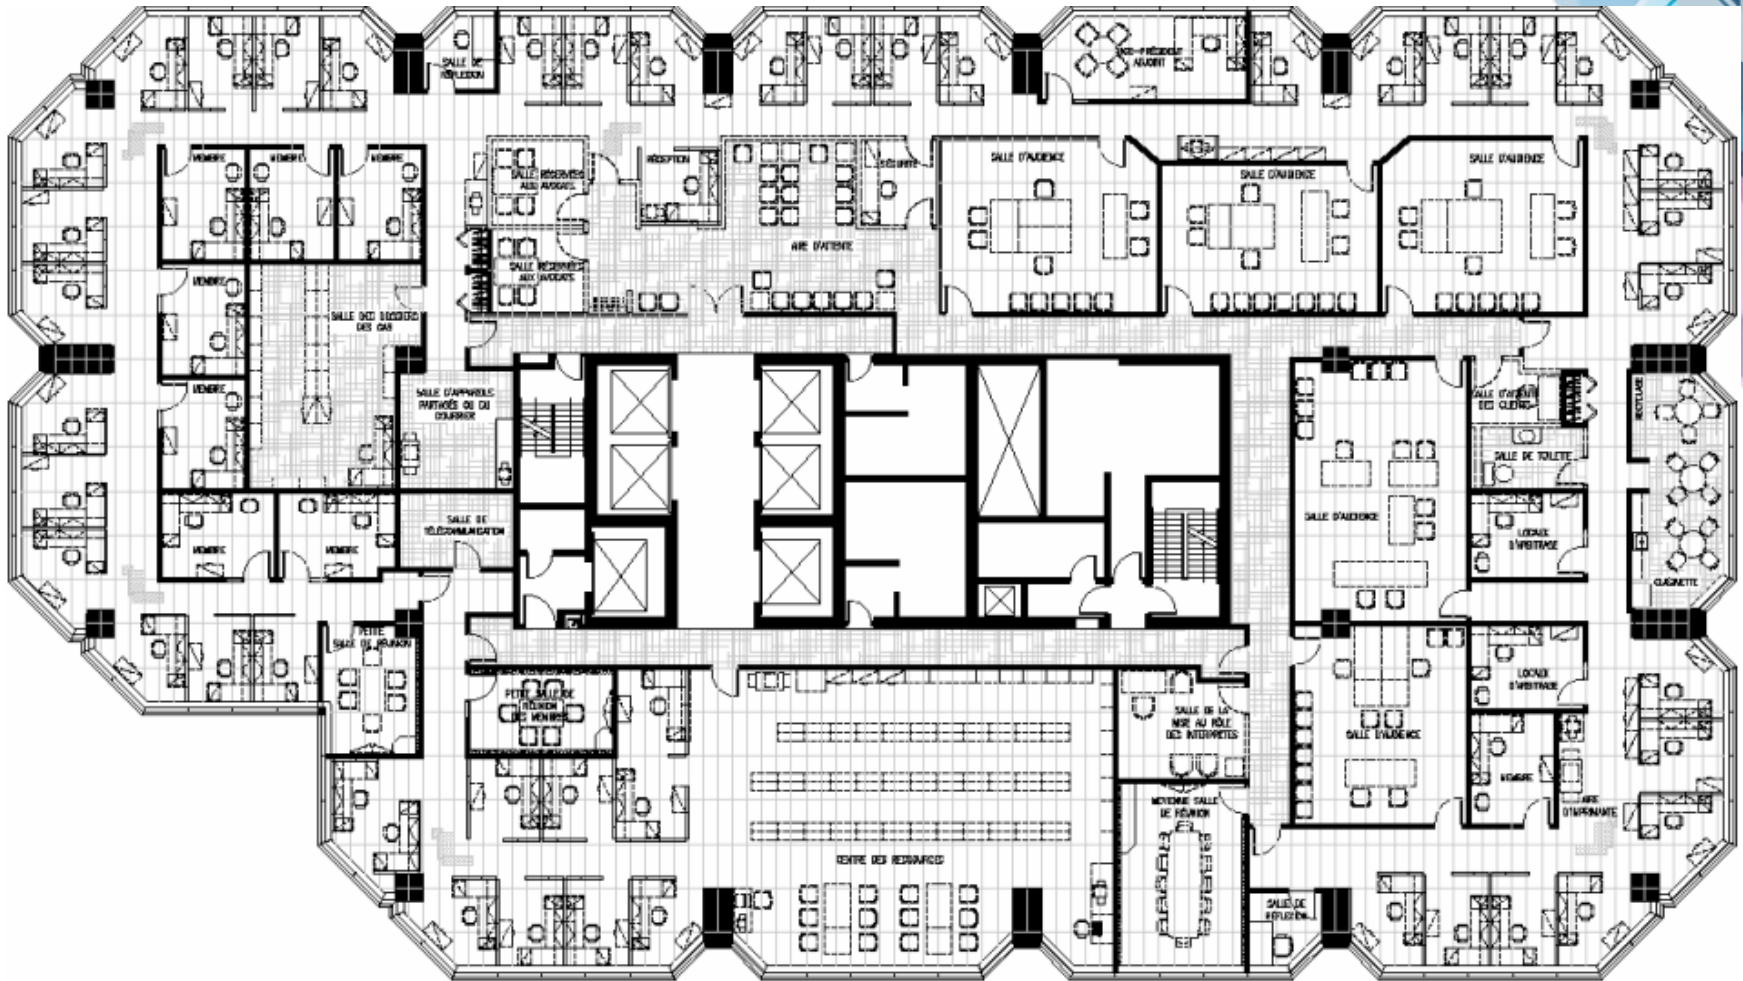 SALLE DE
RÉFLEXION
VICE-PRÉSIDENT
ADJOINT
MEMBRE
MEMBRE
MEMBRE
SALLE RÉSERVÉES
AUX AVOCATS
RÉCEPTION
SÉCURITÉ
SALLE D'AUDIENCE
SALLE D'AUDIENCE
SALLE D'AUDIENCE
AIRE D'ATTENTE
SALLE RÉSERVÉES
AUX AVOCATS
MEMBRE
SALLE DES DOSSIERS
DES CAS
MEMBRE
SALLE D'APPAREILS
PARTAGÉS OU DU
COURRIER
SALLE D'ATTENTE
DES CLIENTS
RECYCLAGE
SALLE DE TOILETTE
SALLE D'AUDIENCE
LOCAUX
D'ARBITRAGE
SALLE DE
TÉLÉCOMMUNICATION
MEMBRE
MEMBRE
CUISINETTE
PETITE
SALLE DE RÉUNION
LOCAUX
D'ARBITRAGE
PETITE SALLE DE
RÉUNION
DES MEMBRES
SALLE DE LA
MISE AU RÔLE
DES INTERPRÈTES
SALLE D'AUDIENCE
MEMBRE
AIRE
D'IMPRIMANTE
MOYENNE SALLE
DE RÉUNION
CENTRE DES RESSOURCES
SALLE DE
RÉFLEXION